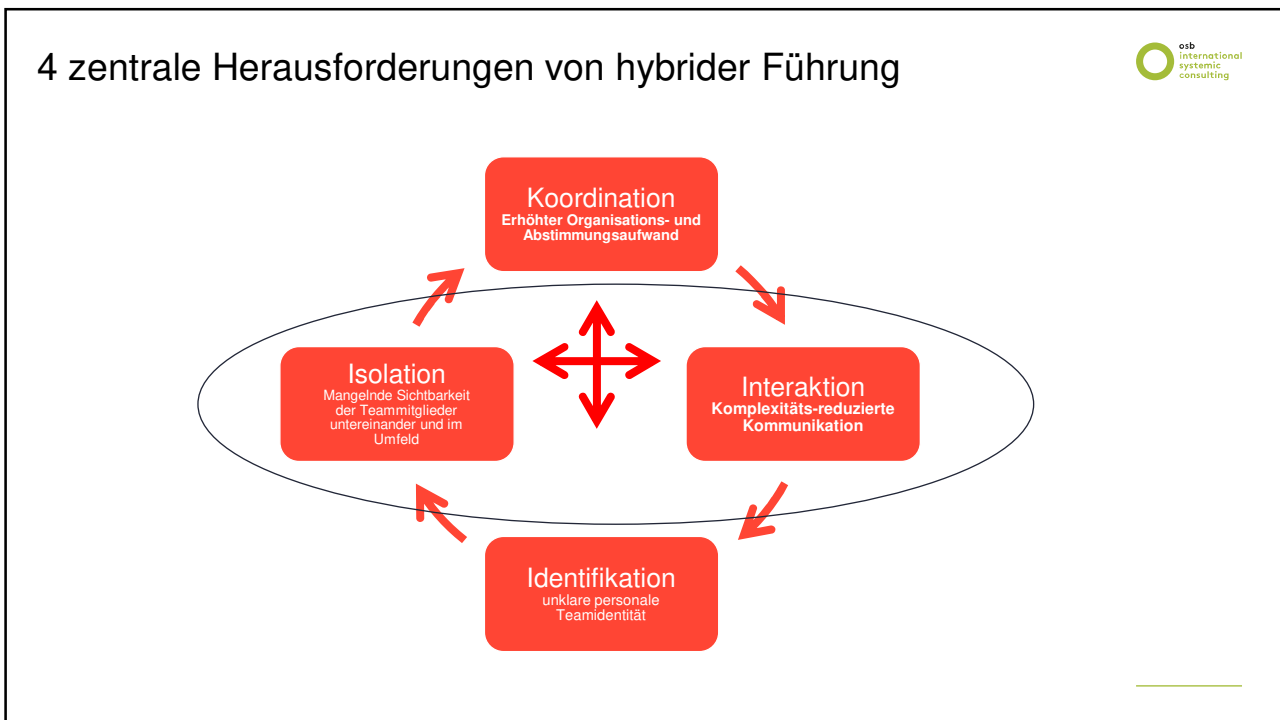 4 zentrale Herausforderungen von hybrider Führung
osb
international
systemic
consulting
Koordination
Erhöhter Organisations- und
Abstimmungsaufwand
Isolation
Mangelnde Sichtbarkeit
der Teammitglieder
untereinander und im
Umfeld
Interaktion
Komplexitäts-reduzierte
Kommunikation
Identifikation
unklare personale
Teamidentität